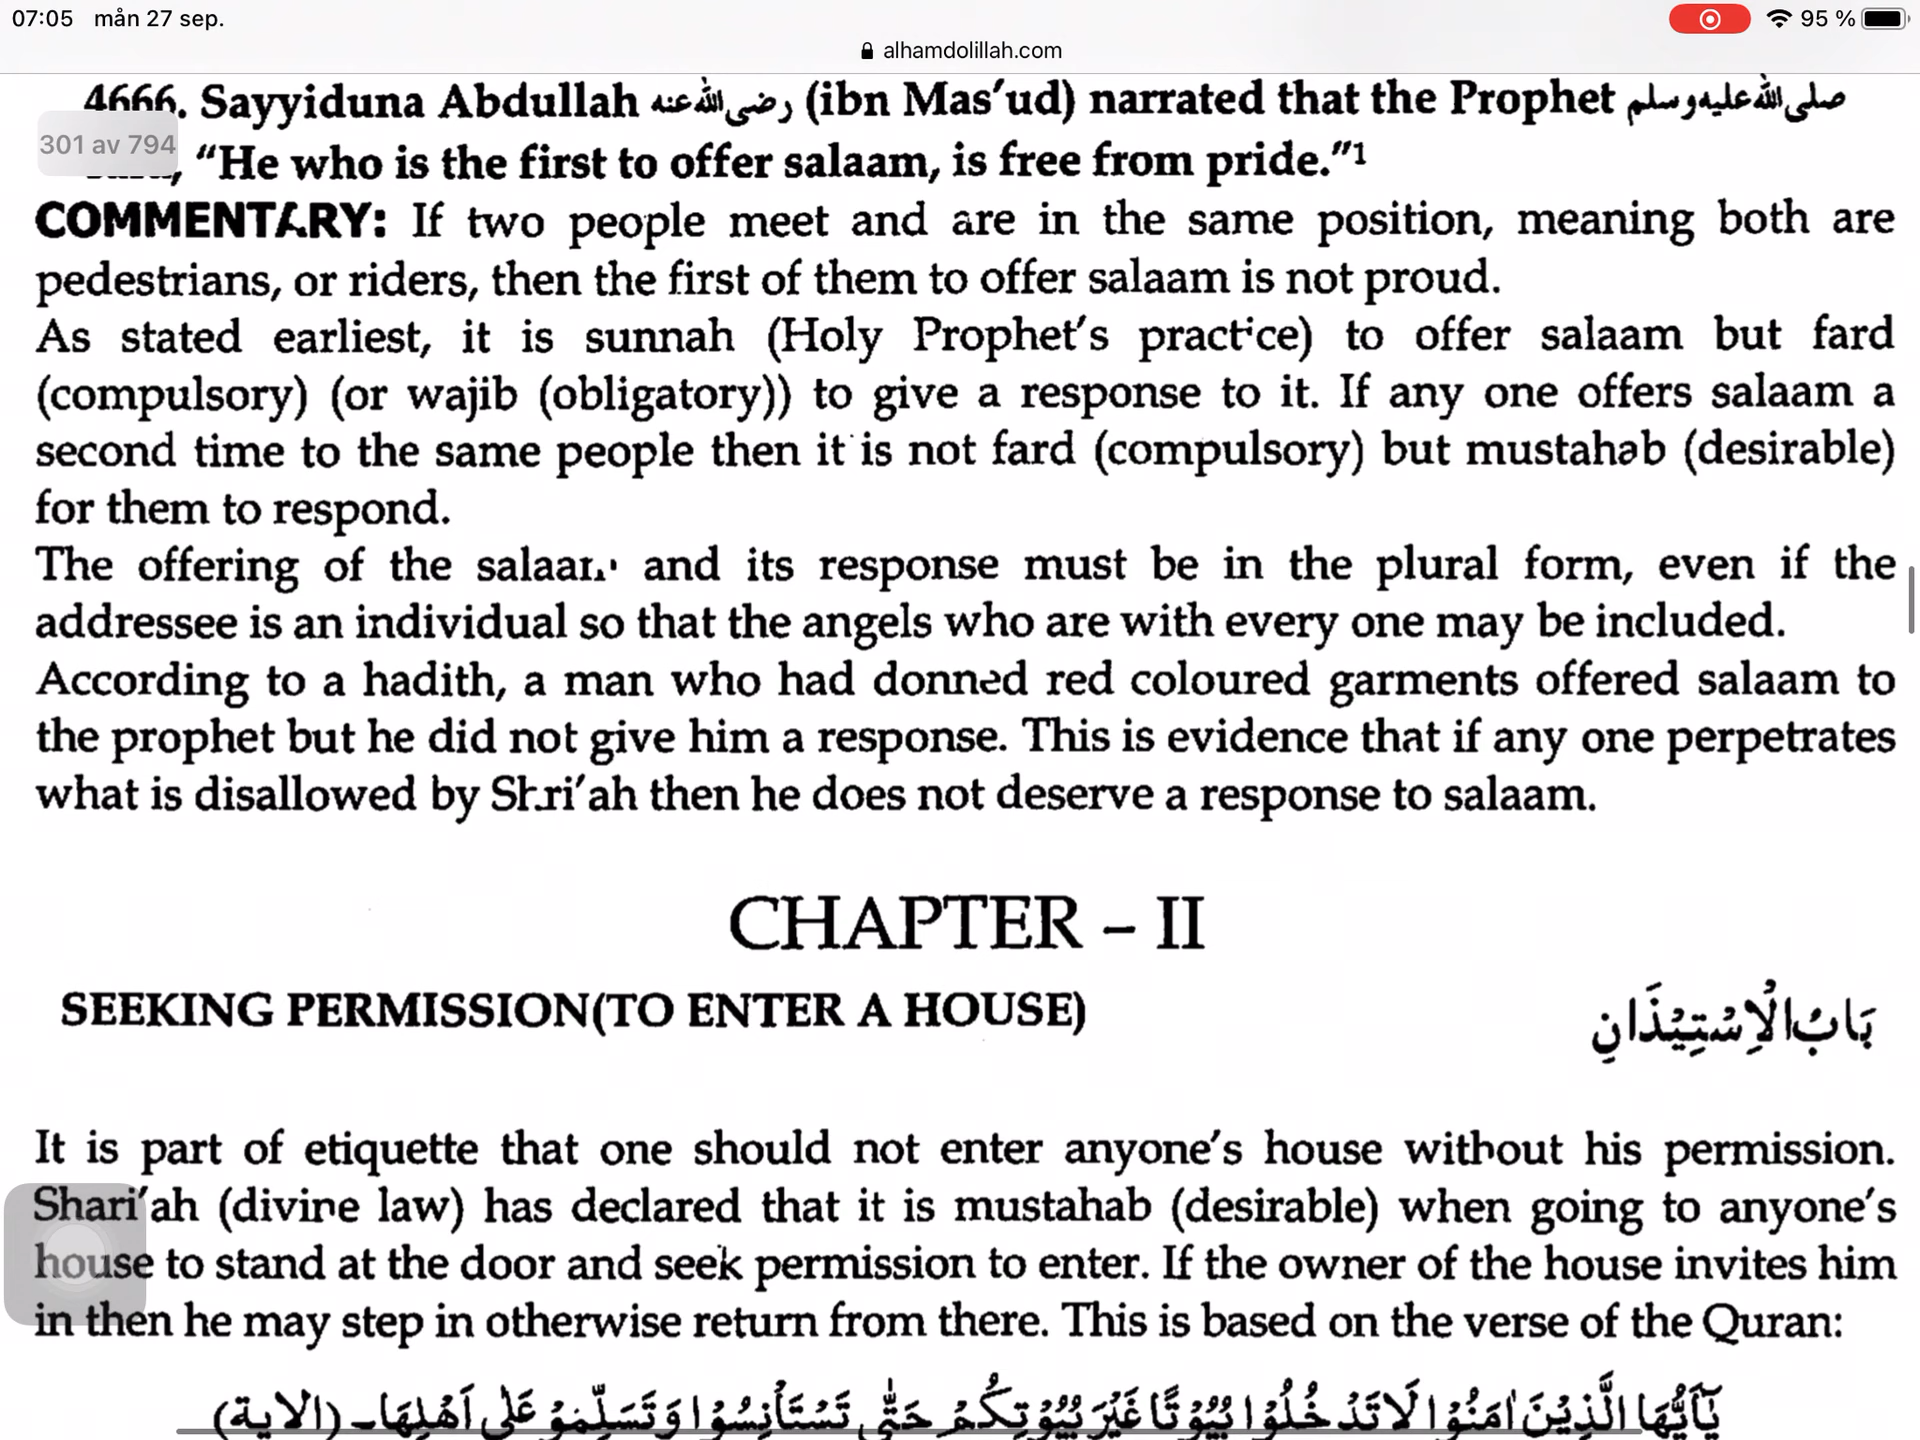 07:05 mån 27 sep.
95 %
alhamdolillah.com
4666. Sayyiduna Abdullah رضی اللہ عنہ (ibn Mas'ud) narrated that the Prophet صلی اللہ علیہ وسلم
301 av 794
"He who is the first to offer salaam, is free from pride."1
COMMENTARY: If two people meet and are in the same position, meaning both are
pedestrians, or riders, then the first of them to offer salaam is not proud.
As stated earliest, it is sunnah (Holy Prophet's practice) to offer salaam but fard
(compulsory) (or wajib (obligatory)) to give a response to it. If any one offers salaam a
second time to the same people then it is not fard (compulsory) but mustahab (desirable)
for them to respond.
The offering of the salaam and its response must be in the plural form, even if the
addressee is an individual so that the angels who are with every one may be included.
According to a hadith, a man who had donned red coloured garments offered salaam to
the prophet but he did not give him a response. This is evidence that if any one perpetrates
what is disallowed by Shri'ah then he does not deserve a response to salaam.
CHAPTER – II
SEEKING PERMISSION(TO ENTER A HOUSE)
بَابُ الْاِسْتِيْذَانِ
It is part of etiquette that one should not enter anyone's house without his permission.
Shari'ah (divine law) has declared that it is mustahab (desirable) when going to anyone's
house to stand at the door and seek permission to enter. If the owner of the house invites him
in then he may step in otherwise return from there. This is based on the verse of the Quran:
يٰٓاَيُّهَا الَّذِيْنَ اٰمَنُوْا لَا تَدْخُلُوْا بُيُوْتًا غَيْرَ بُيُوْتِكُمْ حَتّٰى تَسْتَأْنِسُوْا وَتُسَلِّمُوْ عَلٰى اَهْلِهَا۔ (الاية)